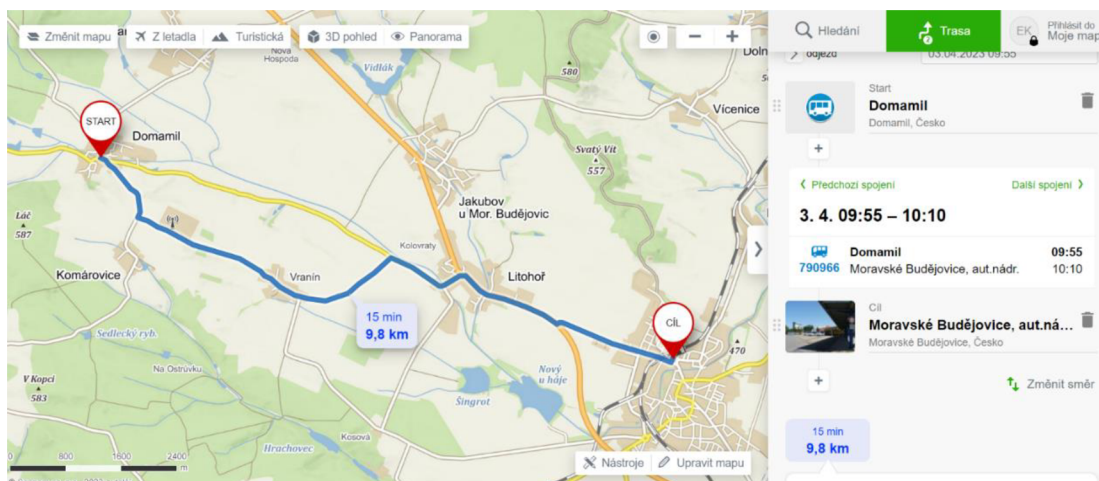 Změnit mapu
Z letadla
Turistická
3D pohled
Panorama
Hledání
Trasa
EK
Přihlásit do
Moje map
odjezd
03.04.2023 09:55
Nová
Hospoda
Vidlák
580
Doln
Vícenice
START
Domamil
Svatý Vít
557
Láč
587
Jakubov
u Mor. Budějovic
Kolovraty
Komárovice
Vranín
Litohoř
15 min
9,8 km
CÍL
Sedlecký ryb.
470
Na Ostrůvku
Nový
u háje
V Kopci
583
Šingrot
Kosová
Hrachovec
0 800 1600 2400
m
Nástroje
Upravit mapu
Start
Domamil
Domamil, Česko
Předchozí spojení
Další spojení
3. 4. 09:55 – 10:10
Domamil 09:55
790966 Moravské Budějovice, aut.nádr. 10:10
Cíl
Moravské Budějovice, aut.ná...
Moravské Budějovice, Česko
Změnit směr
15 min
9,8 km